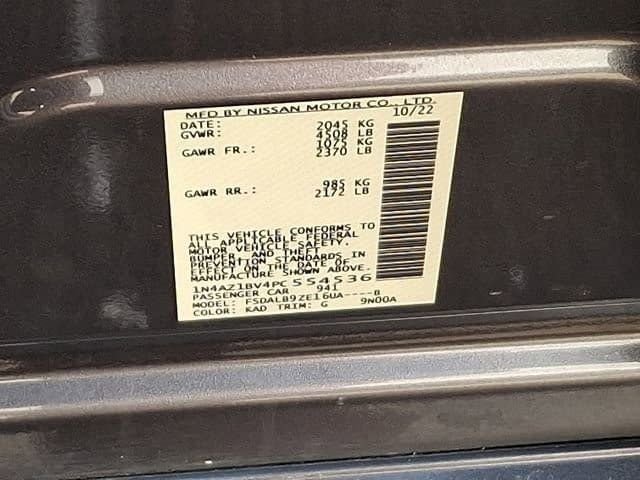 MFD BY NISSAN MOTOR CO., LTD.
DATE: 10/22
GVWR: 2045 KG
4508 LB
GAWR FR.: 1075 KG
2370 LB
GAWR RR.: 985 KG
2172 LB
THIS VEHICLE CONFORMS TO
ALL APPLICABLE FEDERAL
MOTOR VEHICLE SAFETY,
BUMPER, AND THEFT
PREVENTION STANDARDS IN
EFFECT ON THE DATE OF
MANUFACTURE SHOWN ABOVE.
1N4AZ1BV4PC554536
PASSENGER CAR 941
MODEL: FSDALB9ZE16UA----B
COLOR: KAD TRIM: G 9N00A